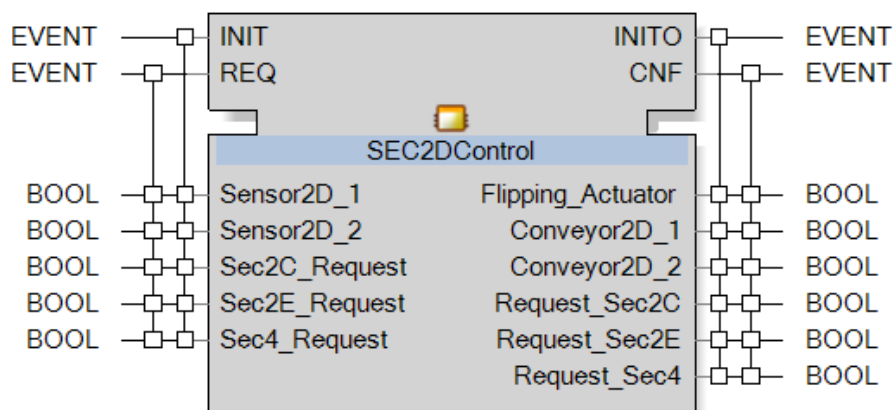 EVENT INIT INITO EVENT
EVENT REQ CNF EVENT
SEC2DControl
BOOL Sensor2D_1 Flipping_Actuator BOOL
BOOL Sensor2D_2 Conveyor2D_1 BOOL
BOOL Sec2C_Request Conveyor2D_2 BOOL
BOOL Sec2E_Request Request_Sec2C BOOL
BOOL Sec4_Request Request_Sec2E BOOL
Request_Sec4 BOOL